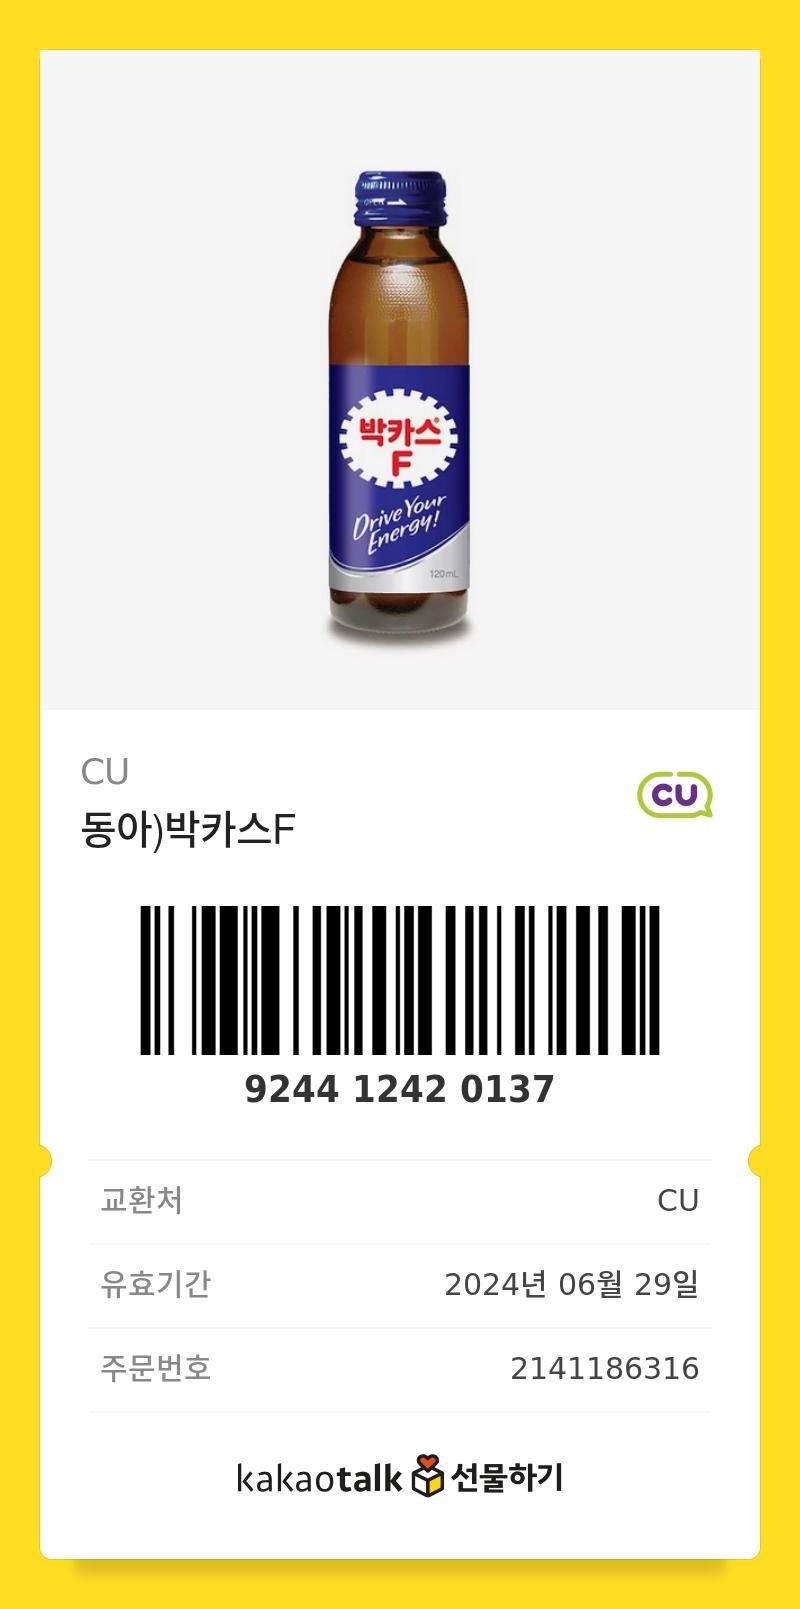 OPEN
박카스
F
Drive Your
Energy!
120mL
CU
동아)박카스F
CU
9244 1242 0137
교환처 CU
유효기간 2024년 06월 29일
주문번호 2141186316
kakaotalk 선물하기